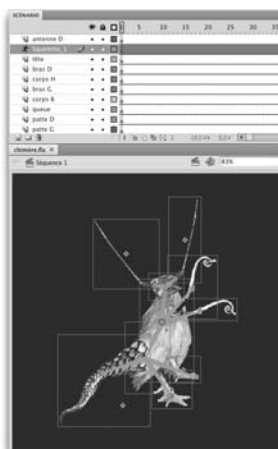 SCENARIO
5 10 15 20 25 30 35
antenne D
squelette_1
tête
bras D
corps H
bras G
corps B
queue
patte D
patte G
chimère.fla ×
Séquence 1 83%